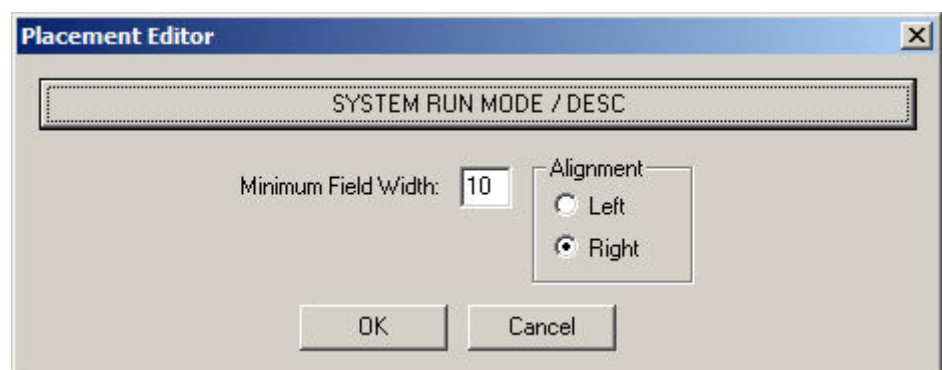 Placement Editor
SYSTEM RUN MODE / DESC
Minimum Field Width: 10
Alignment
Left
Right
OK
Cancel